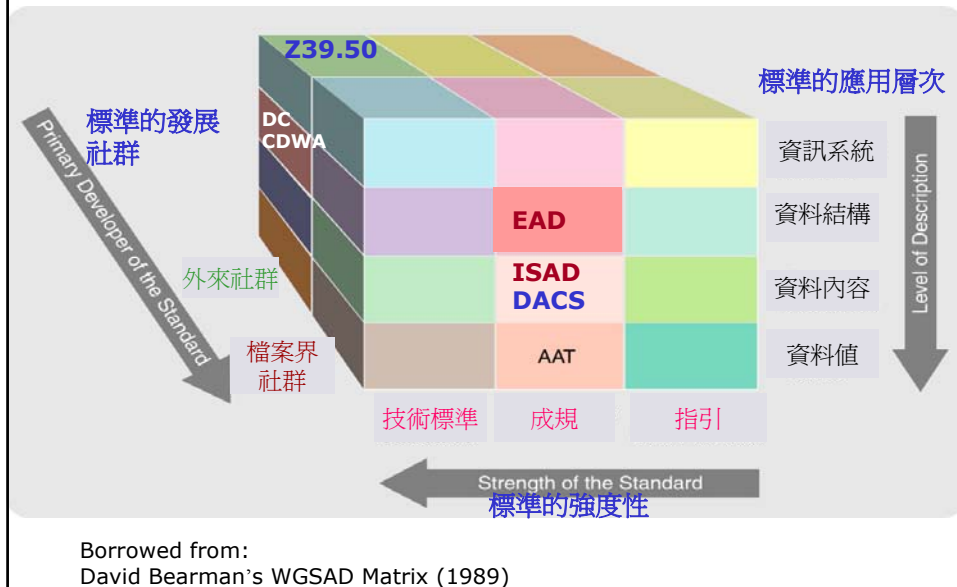 Z39.50
標準的應用層次
標準的發展
社群
Primary Developer of the Standard
DC
CDWA
資訊系統
EAD
資料結構
Level of Description
外來社群
ISAD
DACS
資料內容
檔案界
社群
AAT
資料值
技術標準
成規
指引
Strength of the Standard
標準的強度性
Borrowed from:
David Bearman’s WGSAD Matrix (1989)